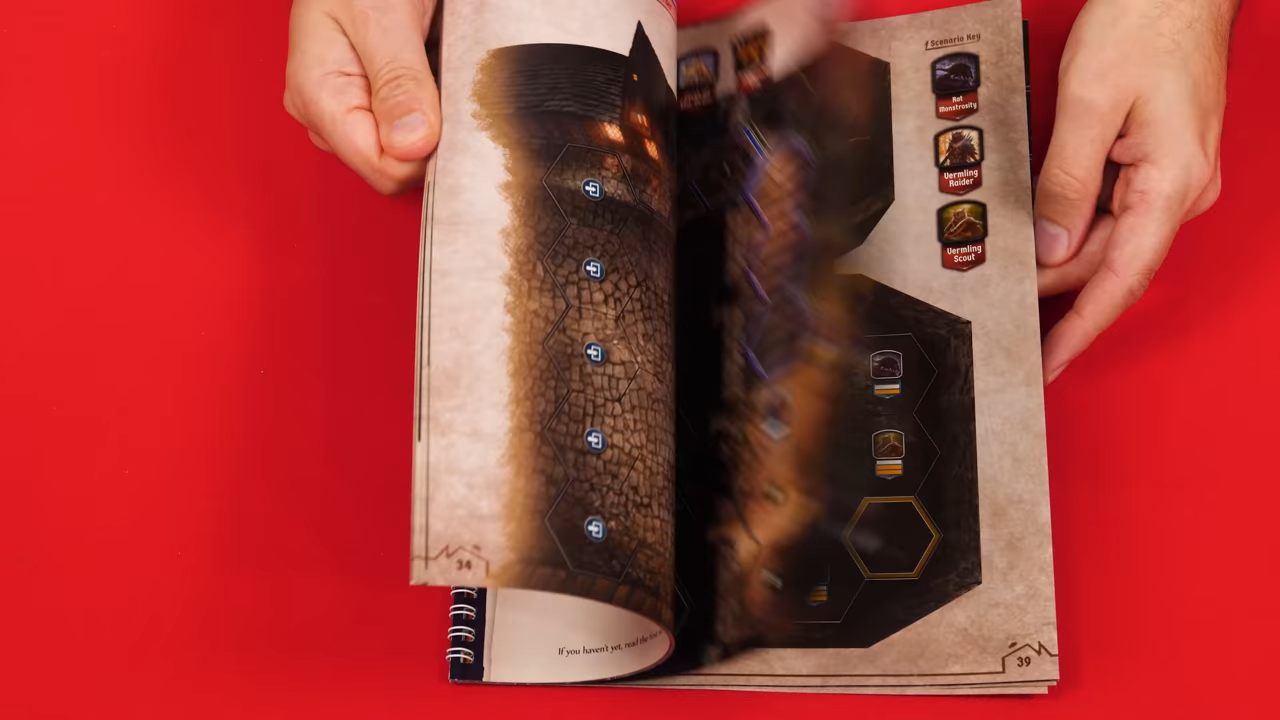 Scenario Key
Rat
Monstrosity
Vermling
Raider
Vermling
Scout
34
If you haven't yet, read the
39